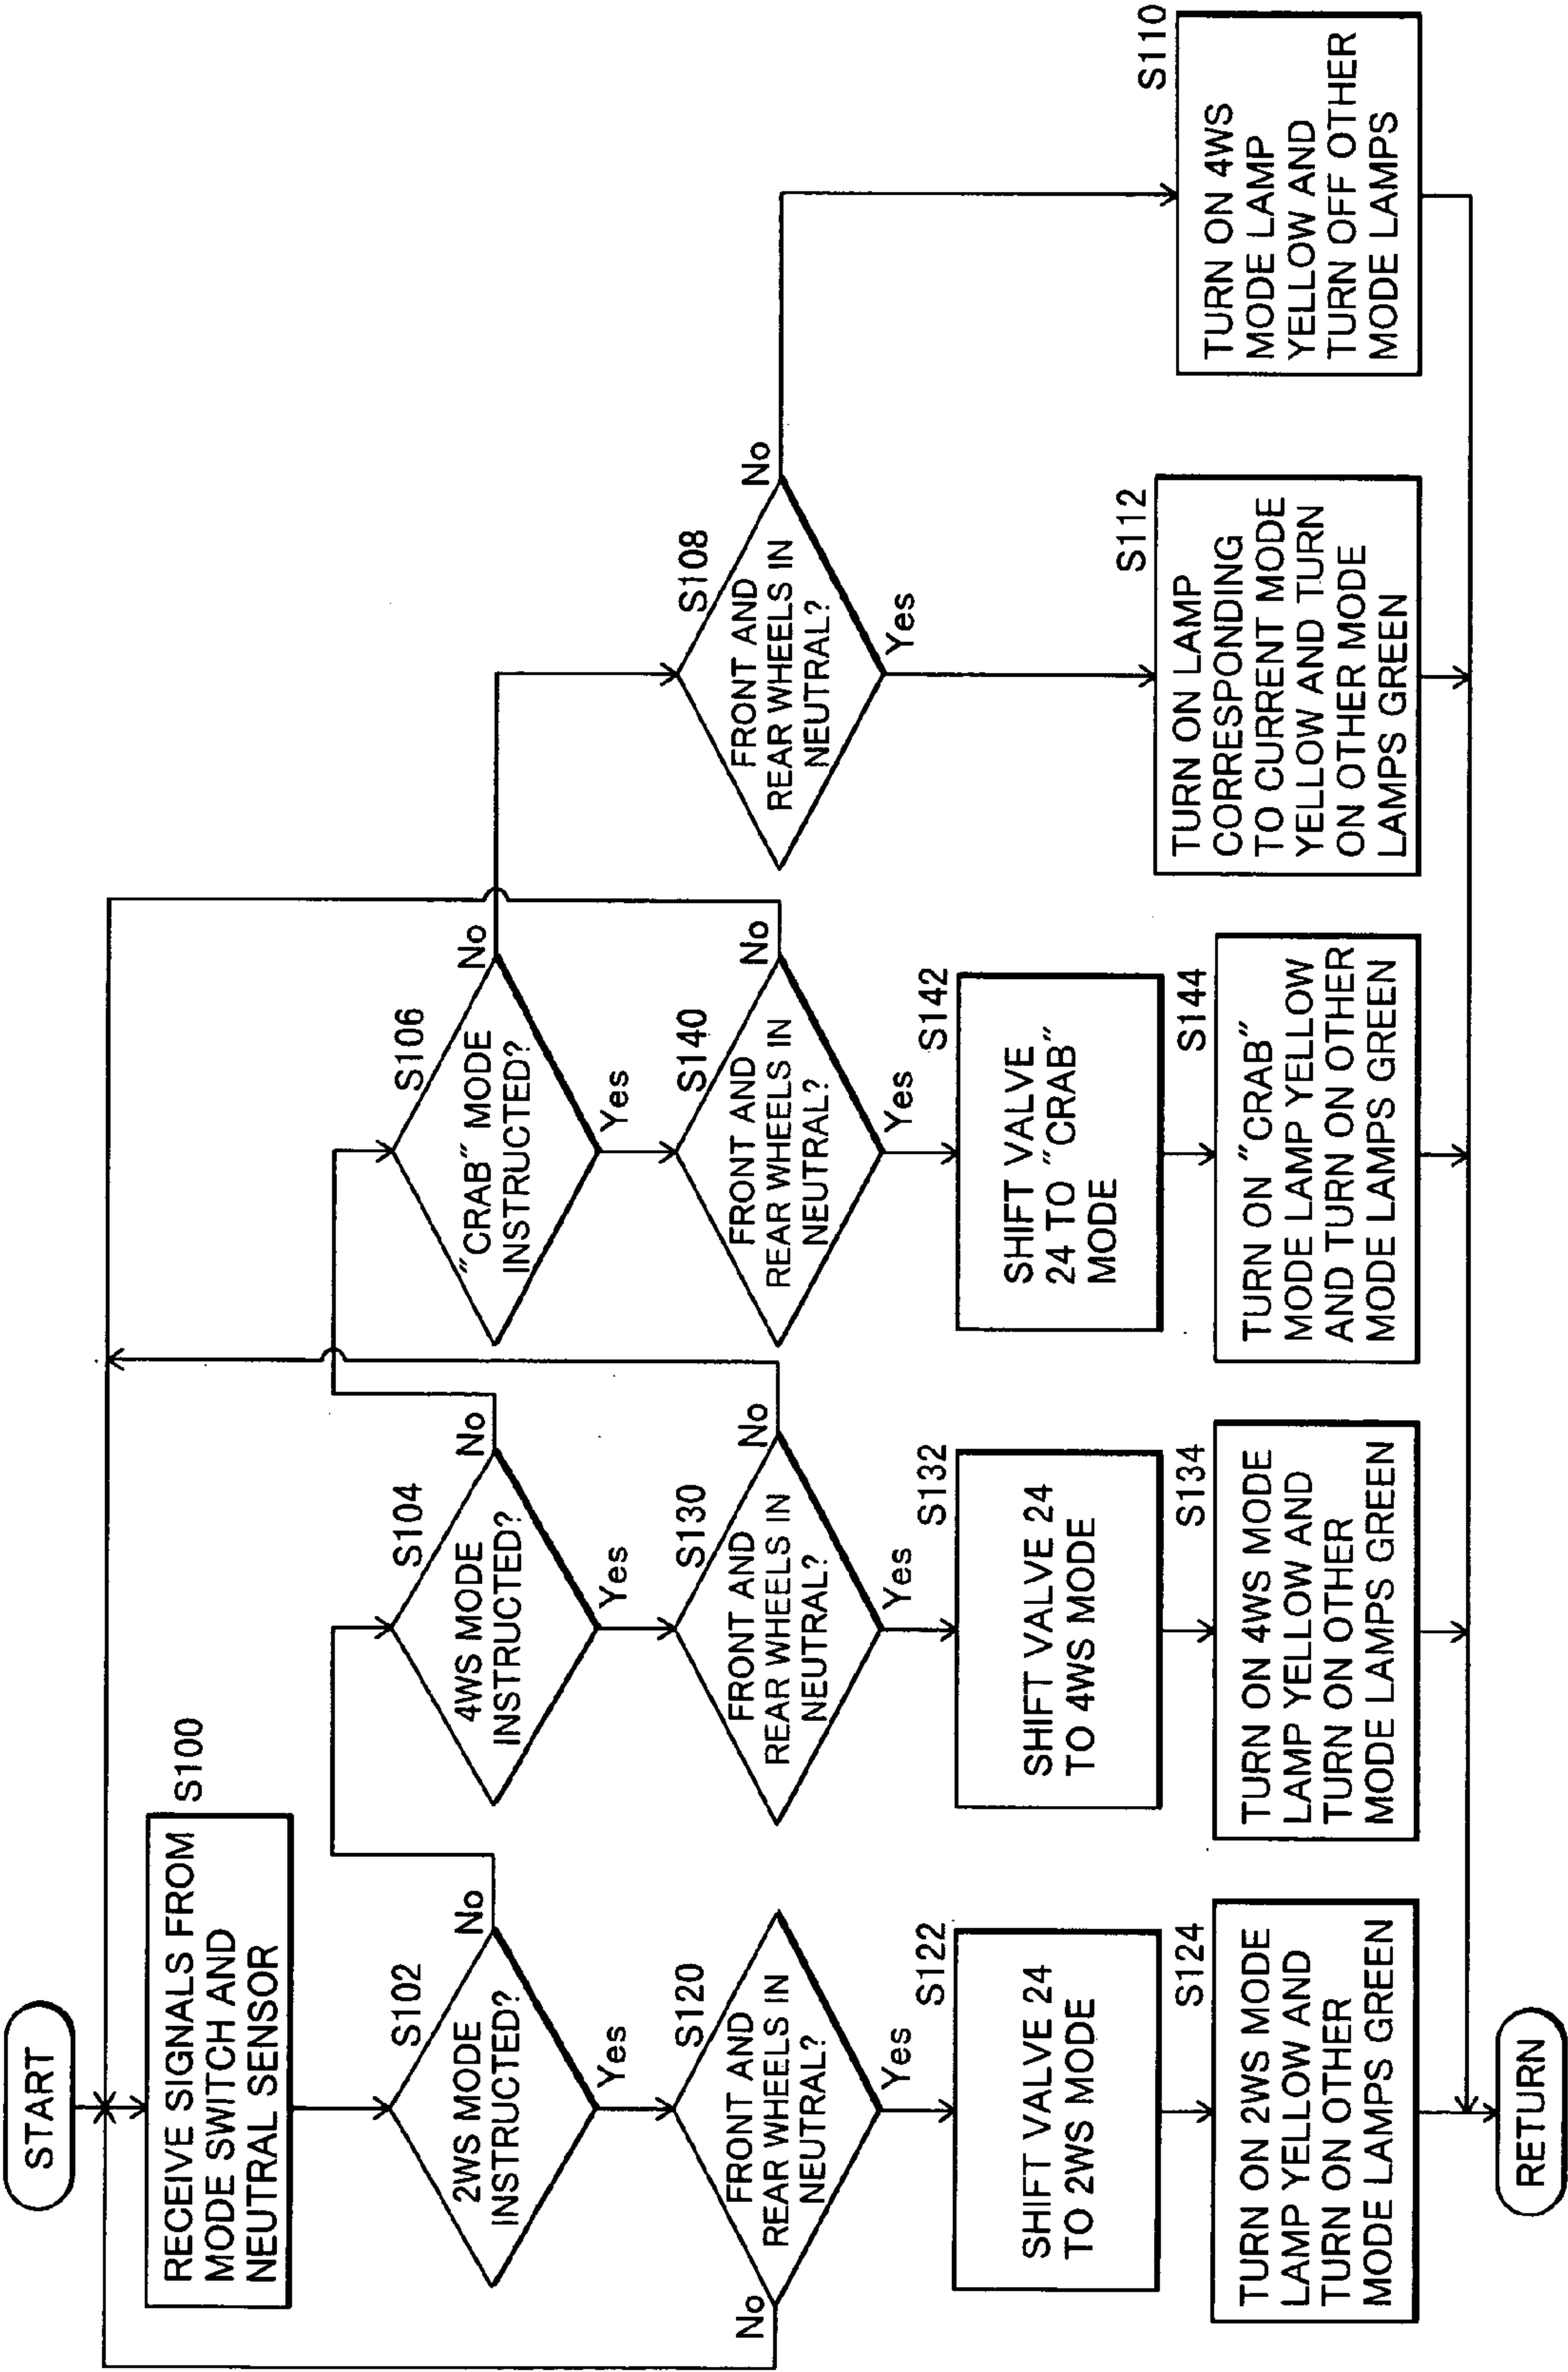 START
S100
RECEIVE SIGNALS FROM
MODE SWITCH AND
NEUTRAL SENSOR
S102
2WS MODE
INSTRUCTED?
No
Yes
S104
4WS MODE
INSTRUCTED?
No
Yes
S106
"CRAB" MODE
INSTRUCTED?
No
Yes
S120
FRONT AND
REAR WHEELS IN
NEUTRAL?
No
Yes
S130
FRONT AND
REAR WHEELS IN
NEUTRAL?
No
Yes
S140
FRONT AND
REAR WHEELS IN
NEUTRAL?
No
Yes
S108
FRONT AND
REAR WHEELS IN
NEUTRAL?
No
Yes
S122
SHIFT VALVE 24
TO 2WS MODE
S132
SHIFT VALVE 24
TO 4WS MODE
S142
SHIFT VALVE
24 TO "CRAB"
MODE
S124
TURN ON 2WS MODE
LAMP YELLOW AND
TURN ON OTHER
MODE LAMPS GREEN
S134
TURN ON 4WS MODE
LAMP YELLOW AND
TURN ON OTHER
MODE LAMPS GREEN
S144
TURN ON "CRAB"
MODE LAMP YELLOW
AND TURN ON OTHER
MODE LAMPS GREEN
S112
TURN ON LAMP
CORRESPONDING
TO CURRENT MODE
YELLOW AND TURN
ON OTHER MODE
LAMPS GREEN
S110
TURN ON 4WS
MODE LAMP
YELLOW AND
TURN OFF OTHER
MODE LAMPS
RETURN